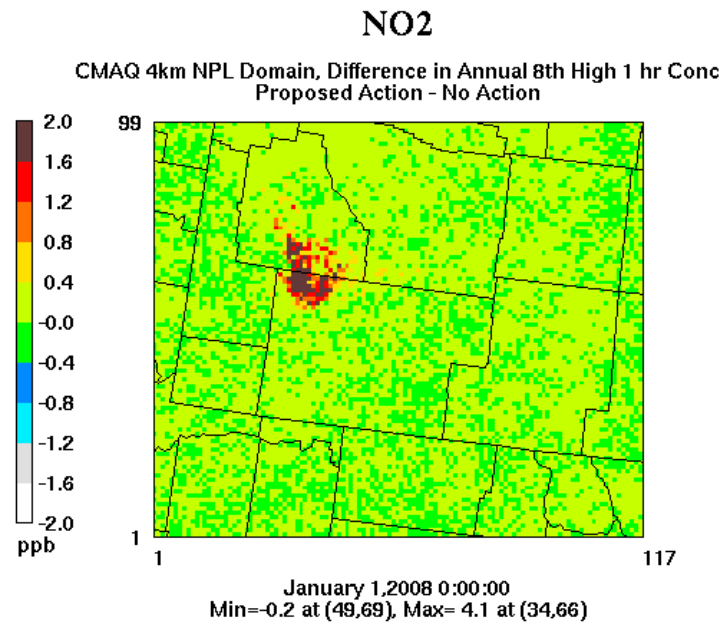 NO2
CMAQ 4km NPL Domain, Difference in Annual 8th High 1 hr Conc
Proposed Action - No Action
99
2.0
1.6
1.2
0.8
0.4
-0.0
-0.4
-0.8
-1.2
-1.6
-2.0
ppb
1
1
117
January 1,2008 0:00:00
Min=-0.2 at (49,69), Max= 4.1 at (34,66)